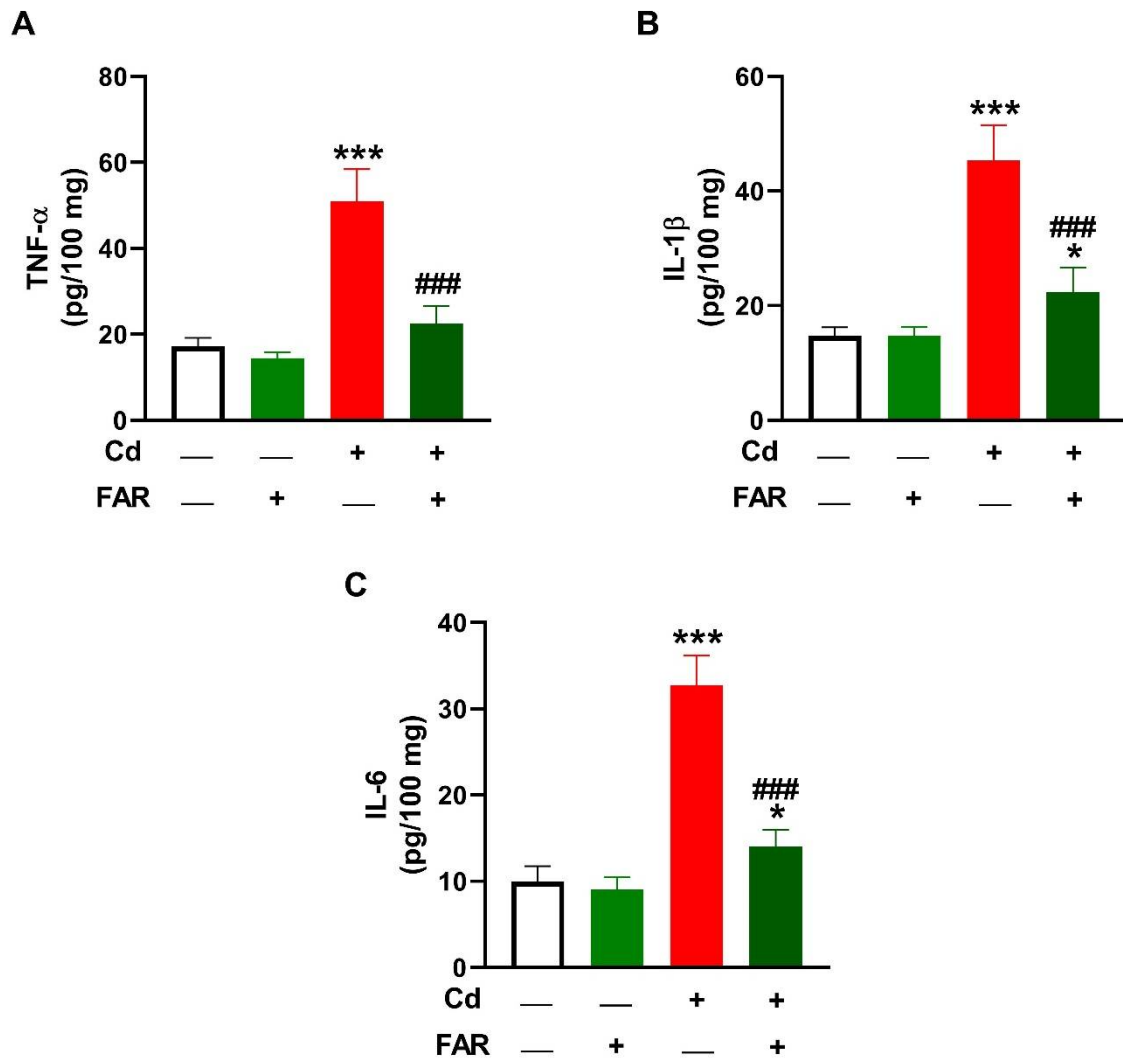 A
TNF-α
(pg/100 mg)
80
60
40
20
0
***
###
Cd — — + +
FAR — + — +
B
IL-1β
(pg/100 mg)
60
40
20
0
***
###
*
Cd — — + +
FAR — + — +
C
IL-6
(pg/100 mg)
40
30
20
10
0
***
###
*
Cd — — + +
FAR — + — +